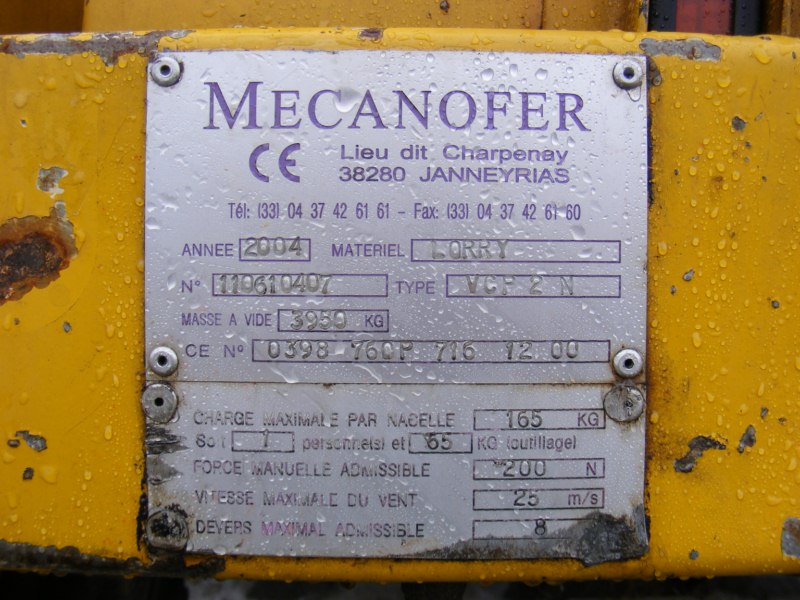 MECANOFER
CE Lieu dit Charpenay
38280 JANNEYRIAS
Tél: (33) 04 37 42 61 61 - Fax: (33) 04 37 42 61 60
ANNEE 2004 MATERIEL LORRY
N° 110610407 TYPE VCP 2 N
MASSE A VIDE 3950 KG
CE N° 0398 760P 716 12 00
CHARGE MAXIMALE PAR NACELLE 165 KG
Soit 1 personne(s) et 65 KG (outillage)
FORCE MANUELLE ADMISSIBLE 200 N
VITESSE MAXIMALE DU VENT 25 m/s
DEVERS MAXIMAL ADMISSIBLE 8